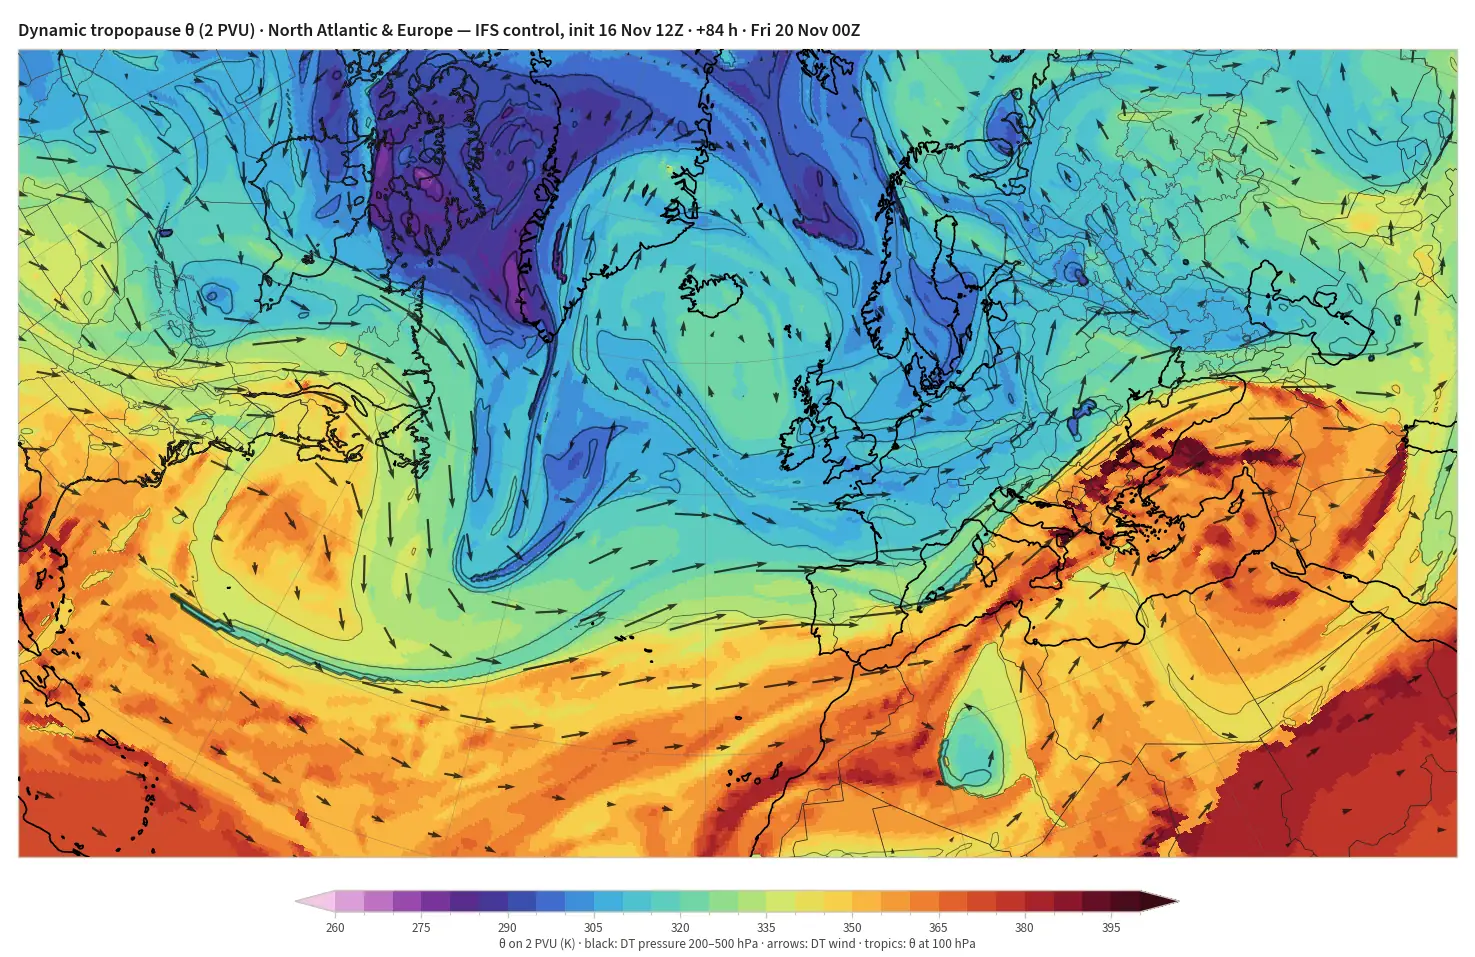 Dynamic tropopause θ (2 PVU) · North Atlantic & Europe — IFS control, init 16 Nov 12Z · +84 h · Fri 20 Nov 00Z
260 275 290 305 320 335 350 365 380 395
θ on 2 PVU (K) · black: DT pressure 200–500 hPa · arrows: DT wind · tropics: θ at 100 hPa